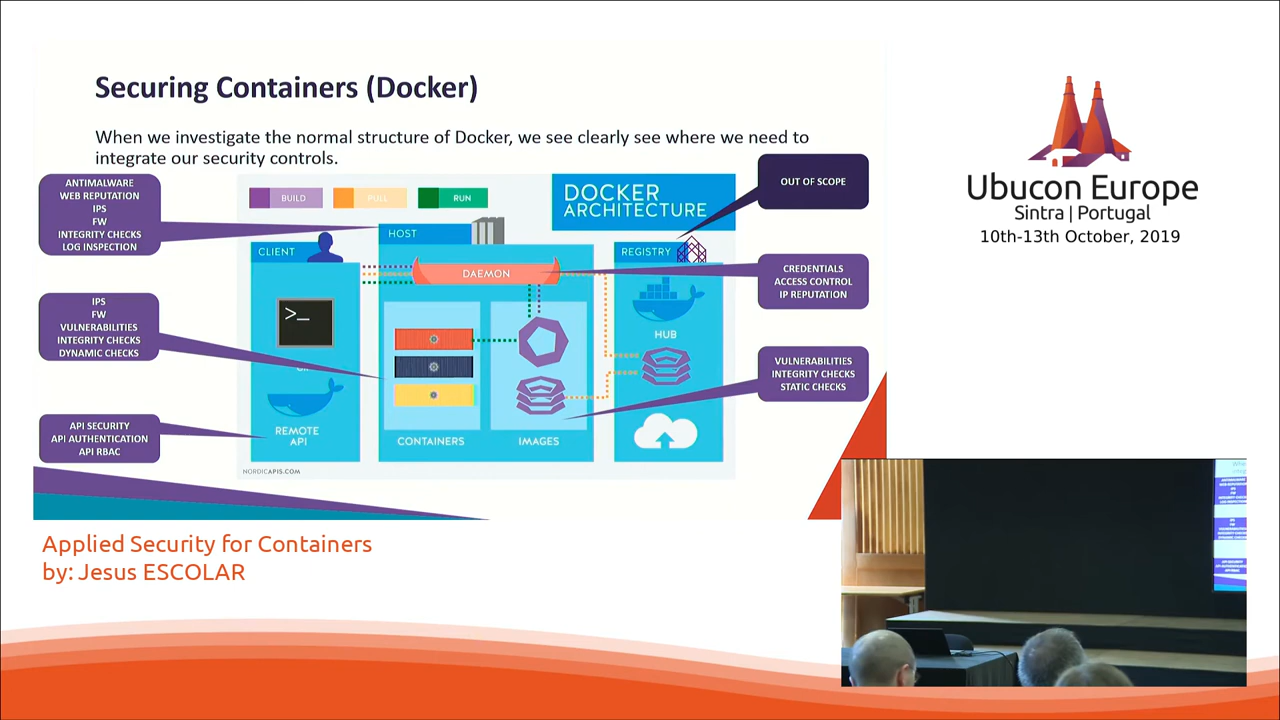 Securing Containers (Docker)
When we investigate the normal structure of Docker, we see clearly see where we need to
integrate our security controls.
ANTIMALWARE
WEB REPUTATION
IPS
FW
INTEGRITY CHECKS
LOG INSPECTION
IPS
FW
VULNERABILITIES
INTEGRITY CHECKS
DYNAMIC CHECKS
API SECURITY
API AUTHENTICATION
API RBAC
BUILD
PULL
RUN
DOCKER
ARCHITECTURE
CLIENT
HOST
REGISTRY
DAEMON
>_
HUB
REMOTE
API
CONTAINERS
IMAGES
NORDICAPIS.COM
OUT OF SCOPE
CREDENTIALS
ACCESS CONTROL
IP REPUTATION
VULNERABILITIES
INTEGRITY CHECKS
STATIC CHECKS
Ubucon Europe
Sintra | Portugal
10th-13th October, 2019
Applied Security for Containers
by: Jesus ESCOLAR